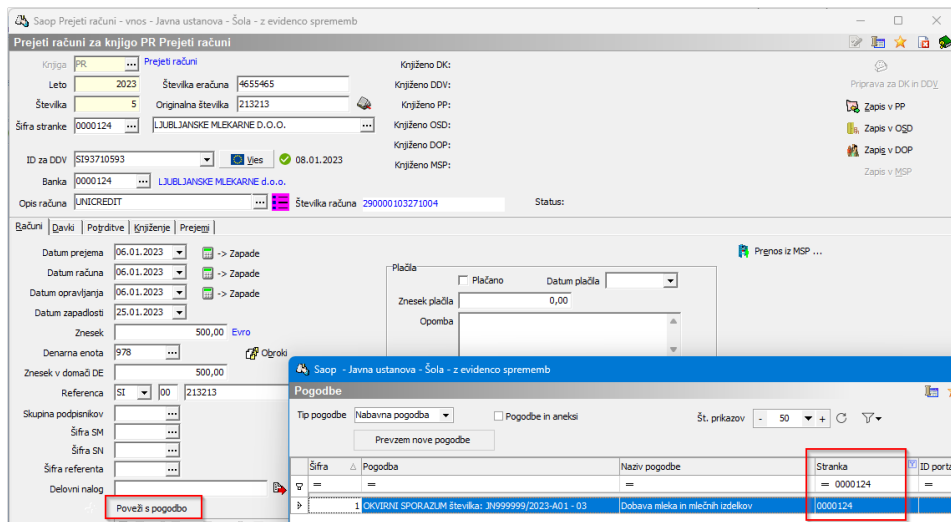 Saop Prejeti računi - vnos - Javna ustanova - Šola - z evidenco sprememb
Prejeti računi za knjigo PR Prejeti računi
Knjiga PR ... Prejeti računi
Knjiženo DK:
Leto 2023 Številka eračuna 4655465
Knjiženo DDV:
Priprava za DK in DDV
Številka 5 Originalna številka 213213
Knjiženo PP:
Zapis v PP
Šifra stranke 0000124 ... LJUBLJANSKE MLEKARNE D.O.O. ...
Knjiženo OSD:
Zapis v OSD
Knjiženo DOP:
Zapis v DOP
ID za DDV SI93710593 Vies 08.01.2023
Knjiženo MSP:
Zapis v MSP
Banka 0000124 ... LJUBLJANSKE MLEKARNE d.o.o.
Opis računa UNICREDIT ... Številka računa 290000103271004 Status:
Računi Davki Potrditve Knjiženje Prejemi
Datum prejema 06.01.2023 -> Zapade
Prenos iz MSP ...
Datum računa 06.01.2023 -> Zapade
Plačila
Plačano Datum plačila
Datum opravljanja 06.01.2023 -> Zapade
Znesek plačila 0,00
Datum zapadlosti 25.01.2023
Opomba
Znesek 500,00 Evro
Denarna enota 978 ... Obroki
Znesek v domači DE 500,00
Referenca SI 00 213213
Skupina podpisnikov ...
Šifra SM ...
Šifra SN ...
Šifra referenta ...
Delovni nalog
Poveži s pogodbo
Saop - Javna ustanova - Šola - z evidenco sprememb
Pogodbe
Tip pogodbe Nabavna pogodba Pogodbe in aneksi Št. prikazov - 50 +
Prevzem nove pogodbe
Šifra Pogodba Naziv pogodbe Stranka ID porta
= = = = 0000124 =
1 OKVIRNI SPORAZUM številka: JN999999/2023-A01 - 03 Dobava mleka in mlečnih izdelkov 0000124